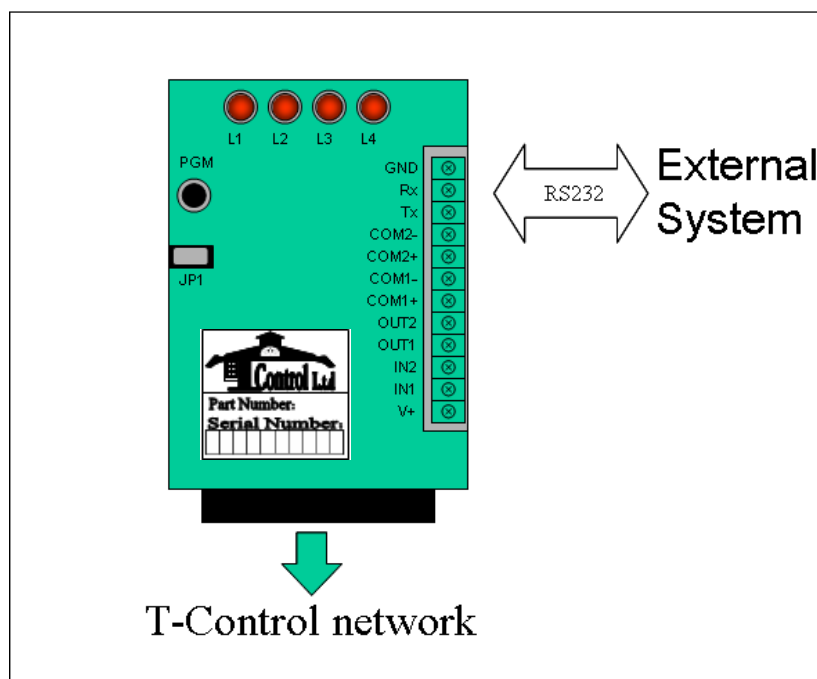 L1 L2 L3 L4
PGM
JP1
GND
Rx
Tx
COM2-
COM2+
COM1-
COM1+
OUT2
OUT1
IN2
IN1
V+
RS232
External
System
Control Ltd
Part Number:
Serial Number:
T-Control network